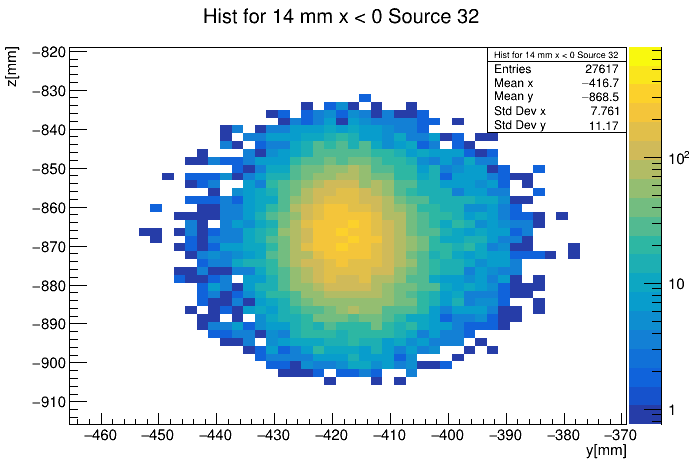 Hist for 14 mm x < 0 Source 32
z[mm]
Hist for 14 mm x < 0 Source 32
Entries 27617
Mean x −416.7
Mean y −868.5
Std Dev x 7.761
Std Dev y 11.17
−820
−830
−840
−850
−860
−870
−880
−890
−900
−910
10²
10
1
−460 −450 −440 −430 −420 −410 −400 −390 −380 −370
y[mm]